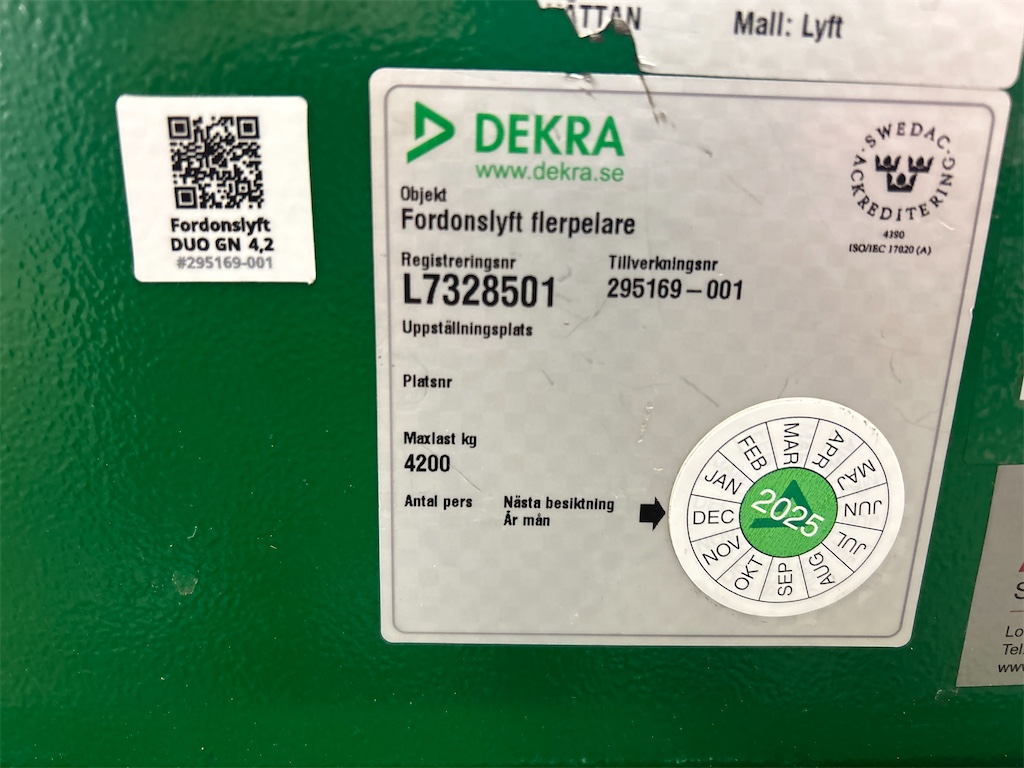 Mall: Lyft
Fordonslyft
DUO GN 4,2
#295169-001
DEKRA
www.dekra.se
SWEDAC
ACKREDITERING
4390
ISO/IEC 17020 (A)
Objekt
Fordonslyft flerpelare
Registreringsnr
Tillverkningsnr
L7328501
295169-001
Uppställningsplats
Platsnr
Maxlast kg
4200
Antal pers
Nästa besiktning
År mån
JAN
FEB
MAR
APR
MAJ
JUN
JUL
AUG
SEP
OKT
NOV
DEC
2025
Tel.